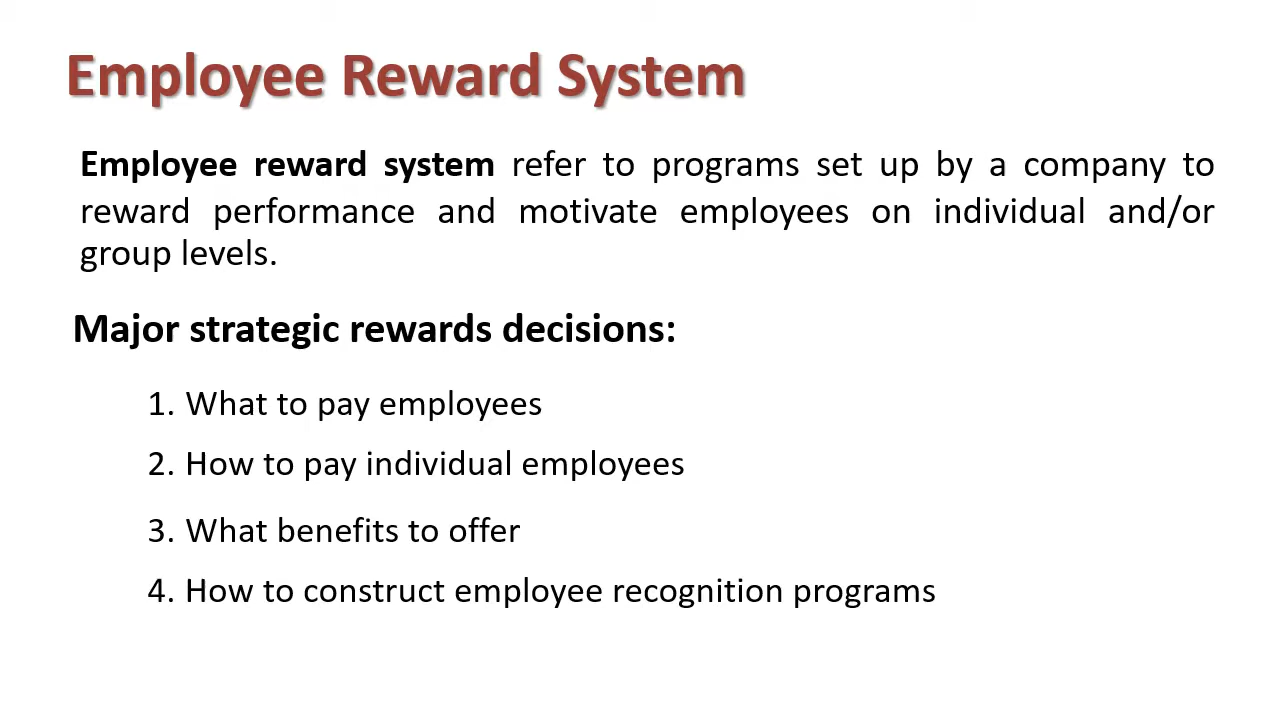 Employee Reward System
Employee reward system refer to programs set up by a company to
reward performance and motivate employees on individual and/or
group levels.
Major strategic rewards decisions:
1. What to pay employees
2. How to pay individual employees
3. What benefits to offer
4. How to construct employee recognition programs